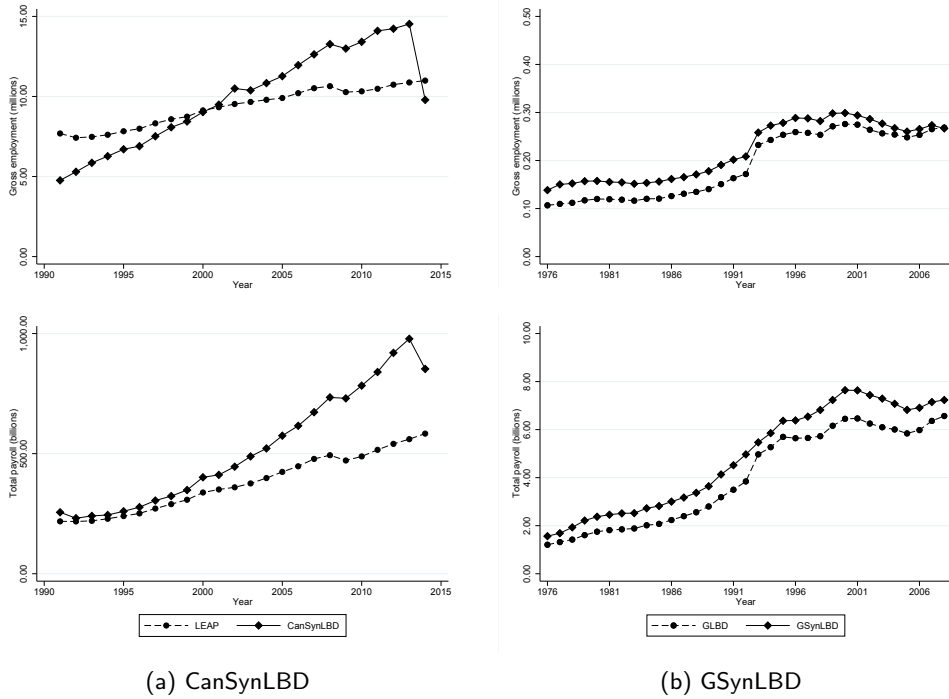 15.00
10.00
5.00
0.00
Gross employment (millions)
1990 1995 2000 2005 2010 2015
Year
0.50
0.40
0.30
0.20
0.10
0.00
Gross employment (millions)
1976 1981 1986 1991 1996 2001 2006
Year
1,000.00
500.00
0.00
Total payroll (billions)
1990 1995 2000 2005 2010 2015
Year
LEAP CanSynLBD
10.00
8.00
6.00
4.00
2.00
0.00
Total payroll (billions)
1976 1981 1986 1991 1996 2001 2006
Year
GLBD GSynLBD
(a) CanSynLBD
(b) GSynLBD